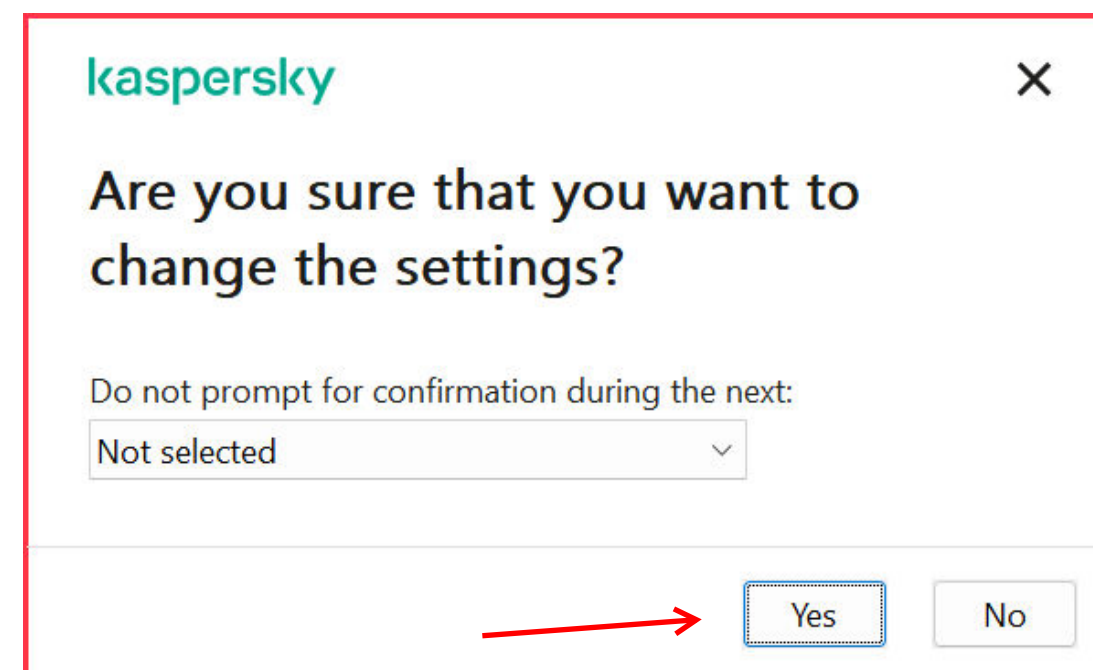 kaspersky
Are you sure that you want to
change the settings?
Do not prompt for confirmation during the next:
Not selected
Yes
No